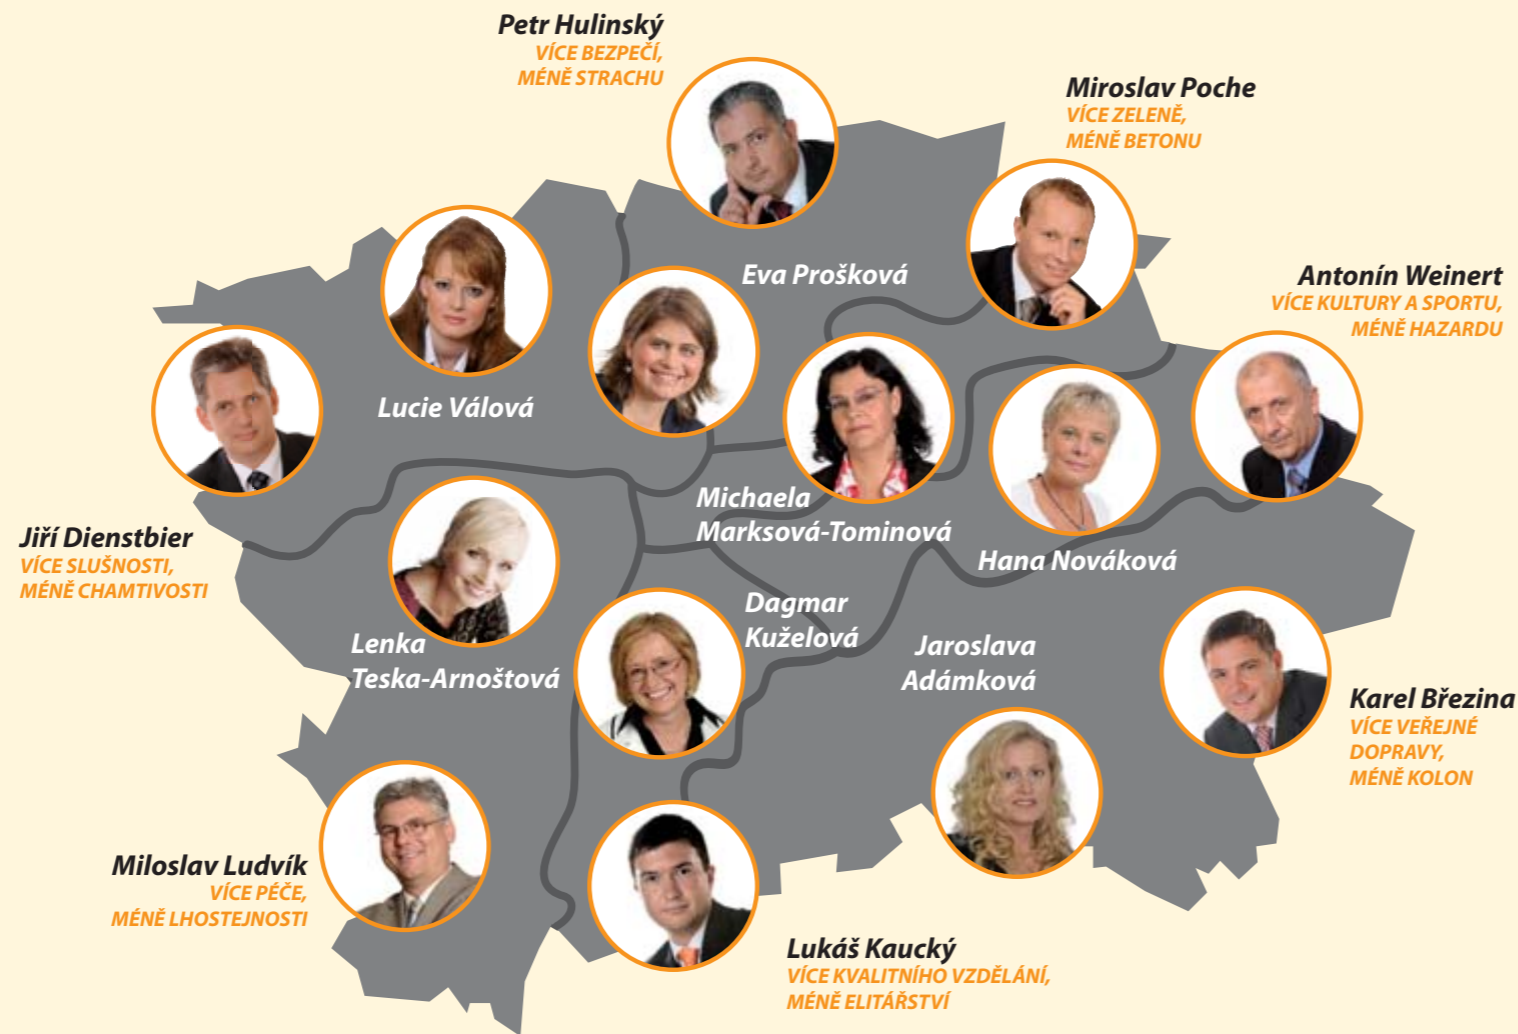 Petr Hulinský
VÍCE BEZPEČÍ,
MÉNĚ STRACHU
Miroslav Poche
VÍCE ZELENĚ,
MÉNĚ BETONU
Eva Prošková
Antonín Weinert
VÍCE KULTURY A SPORTU,
MÉNĚ HAZARDU
Lucie Válová
Michaela
Marksová-Tominová
Jiří Dienstbier
VÍCE SLUŠNOSTI,
MÉNĚ CHAMTIVOSTI
Hana Nováková
Dagmar
Kuželová
Lenka
Teska-Arnoštová
Jaroslava
Adámková
Karel Březina
VÍCE VEŘEJNÉ
DOPRAVY,
MÉNĚ KOLON
Miloslav Ludvík
VÍCE PÉČE,
MÉNĚ LHOSTEJNOSTI
Lukáš Kaucký
VÍCE KVALITNÍHO VZDĚLÁNÍ,
MÉNĚ ELITÁŘSTVÍ